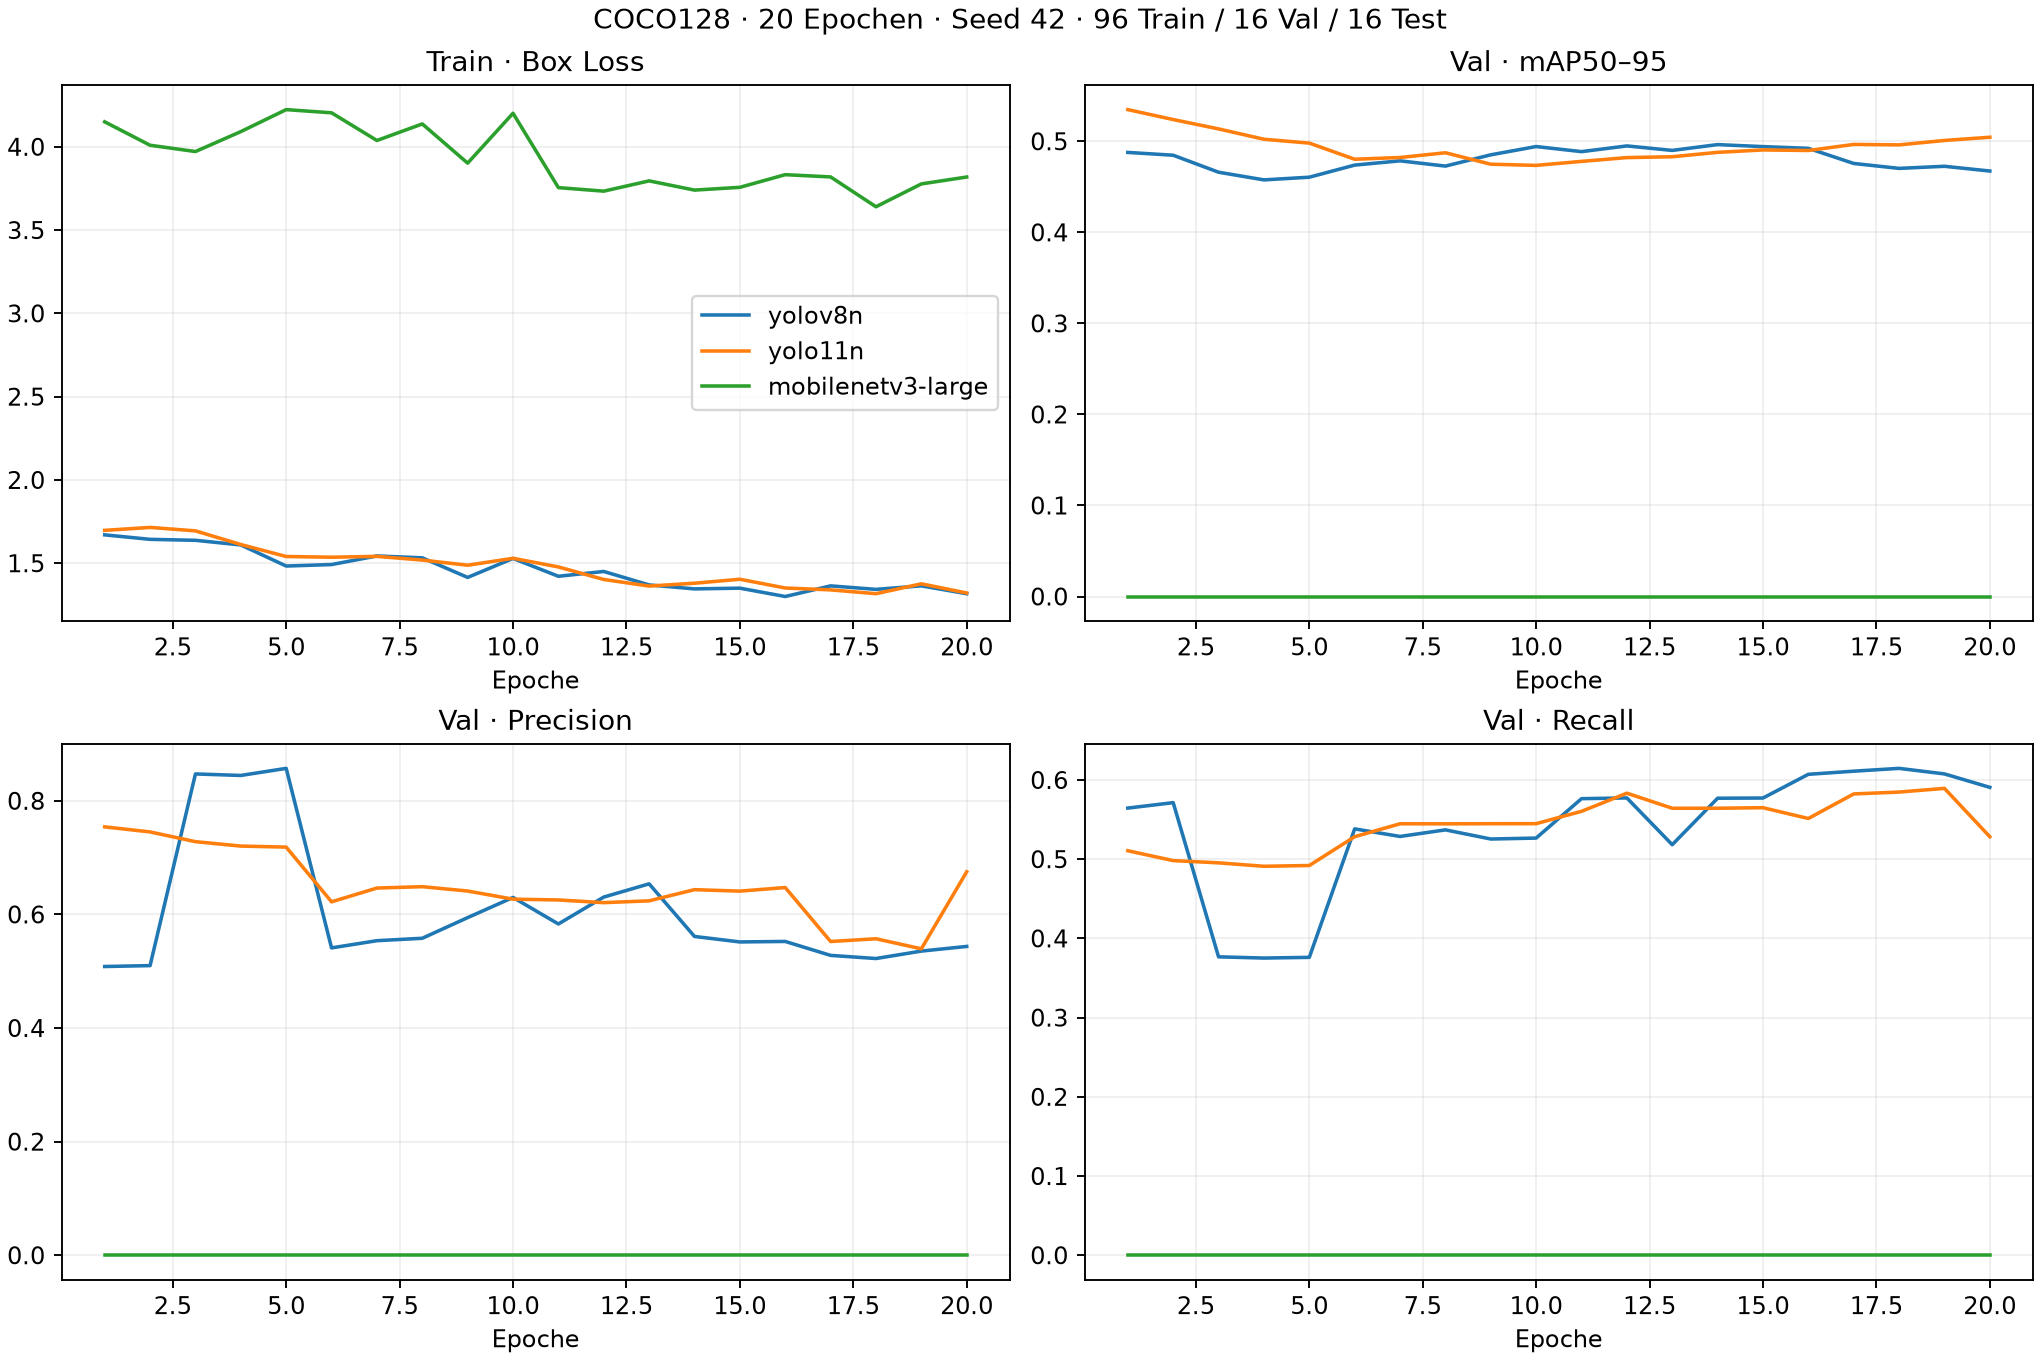 COCO128 · 20 Epochen · Seed 42 · 96 Train / 16 Val / 16 Test
Train · Box Loss
4.0
3.5
3.0
2.5
2.0
1.5
yolov8n
yolo11n
mobilenetv3-large
2.5 5.0 7.5 10.0 12.5 15.0 17.5 20.0
Epoche
Val · mAP50–95
0.5
0.4
0.3
0.2
0.1
0.0
2.5 5.0 7.5 10.0 12.5 15.0 17.5 20.0
Epoche
Val · Precision
0.8
0.6
0.4
0.2
0.0
2.5 5.0 7.5 10.0 12.5 15.0 17.5 20.0
Epoche
Val · Recall
0.6
0.5
0.4
0.3
0.2
0.1
0.0
2.5 5.0 7.5 10.0 12.5 15.0 17.5 20.0
Epoche